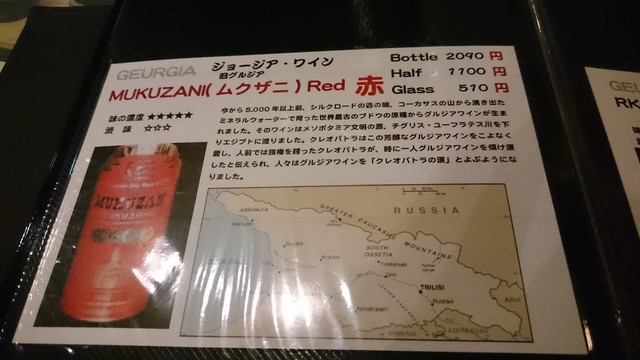 GEURGIA
ジョージア・ワイン
旧グルジア
Bottle 2090 円
MUKUZANI(ムクザニ) Red 赤
Half 1100 円
Glass 510 円
味の濃度 ★★★★★
渋 味 ☆☆☆
今から5,000年以上前、シルクロードの西の端、コーカサスの山から湧き出た
ミネラルウォーターで育った世界最古のブドウの原種からグルジアワインが生ま
れました。そのワインはメソポタミア文明の源、チグリス・ユーフラテス川を下
りエジプトに渡りました。クレオパトラはこの芳醇なグルジアワインをこよなく
愛し、人前では強権を躍ったクレオパトラが、時に一人グルジアワインを傾け涙
したと伝えられ、人々はグルジアワインを「クレオパトラの涙」とよぶようにな
りました。
ABKHAZIA
GREATER CAUCASUS MOUNTAINS
RUSSIA
SOUTH
OSSETIA
TBILISI
Rustavi
Gori
ARMENIA
AZERBAIJAN
MUKUZAN
GEU
RK